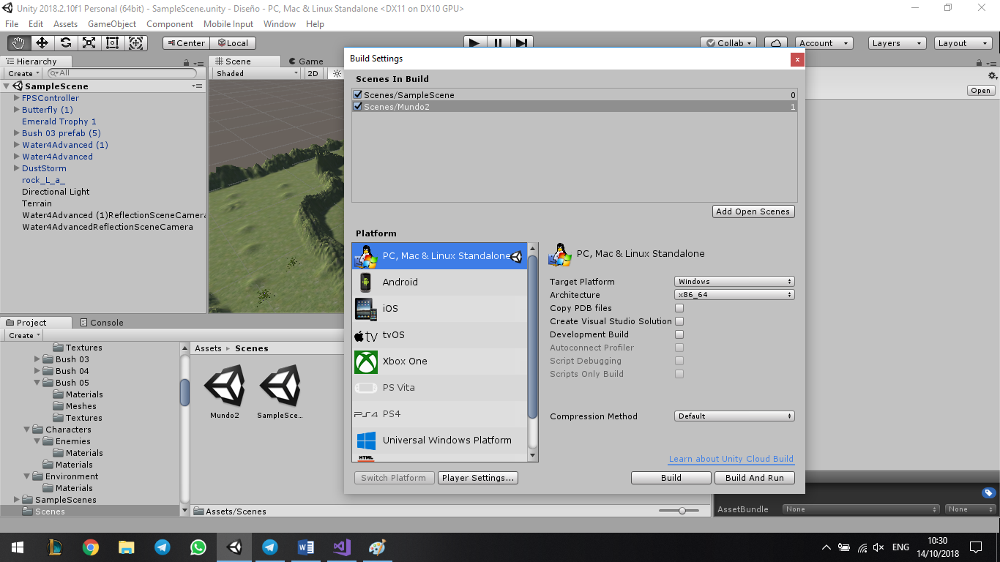 Unity 2018.2.10f1 Personal (64bit) - SampleScene.unity - Diseño - PC, Mac & Linux Standalone <DX11 on DX10 GPU>
File Edit Assets GameObject Component Mobile Input Window Help
Center Local Collab Account Layers Layout
Hierarchy
Create All
SampleScene
FPSController
Butterfly (1)
Emerald Trophy 1
Bush 03 prefab (5)
Water4Advanced (1)
Water4Advanced
DustStorm
rock_L_a_
Directional Light
Terrain
Water4Advanced (1)ReflectionSceneCamera
Water4AdvancedReflectionSceneCamera
Scene Game
Shaded 2D
Build Settings
Scenes In Build
Scenes/SampleScene 0
Scenes/Mundo2 1
Add Open Scenes
Platform
PC, Mac & Linux Standalone
Android
iOS
tvOS
Xbox One
PS Vita
PS4
Universal Windows Platform
HTML
PC, Mac & Linux Standalone
Target Platform Windows
Architecture x86_64
Copy PDB files
Create Visual Studio Solution
Development Build
Autoconnect Profiler
Script Debugging
Scripts Only Build
Compression Method Default
Learn about Unity Cloud Build
Switch Platform Player Settings... Build Build And Run
Open
Project Console
Create
Textures
Bush 03
Bush 04
Bush 05
Materials
Meshes
Textures
Characters
Enemies
Materials
Materials
Environment
Materials
SampleScenes
Scenes
Assets Scenes
Mundo2 SampleSce...
Assets/Scenes
AssetBundle None None
ENG
10:30
14/10/2018